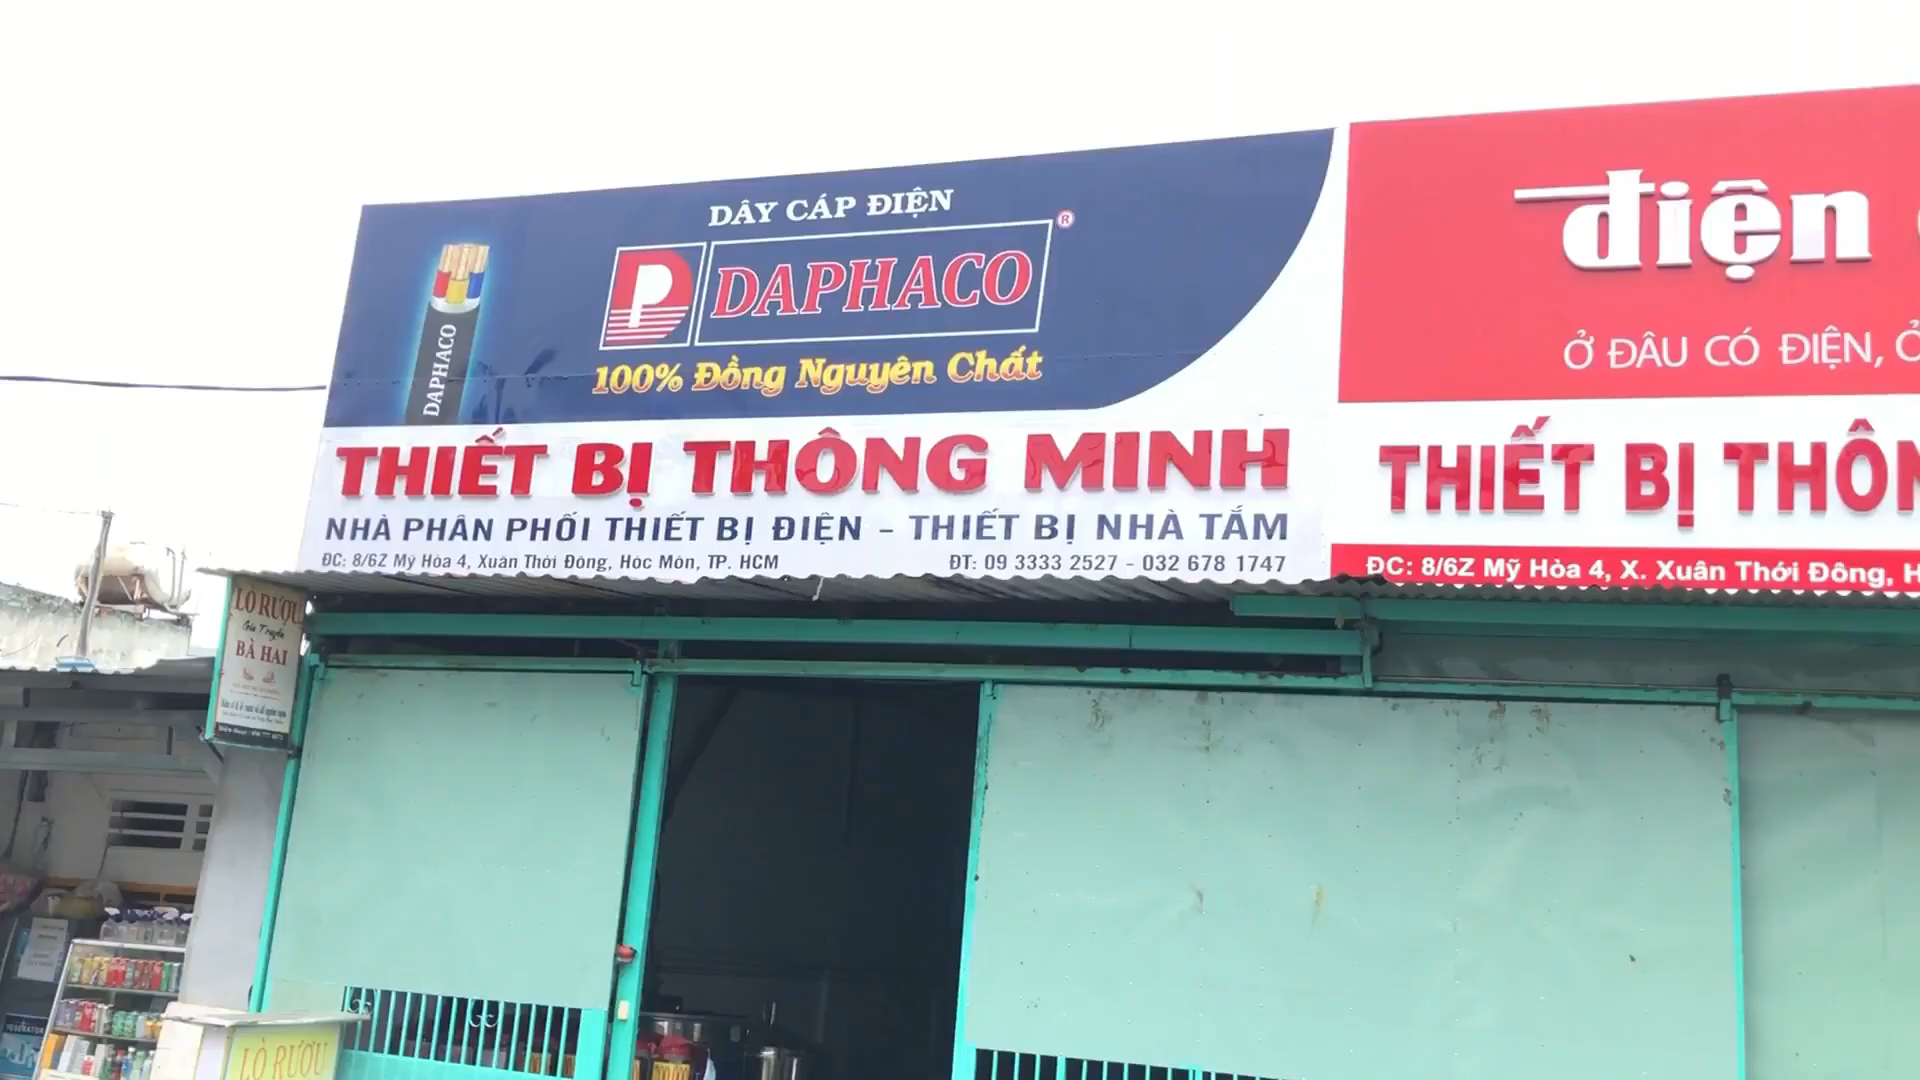 DÂY CÁP ĐIỆN
DAPHACO ®
DAPHACO
100% Đồng Nguyên Chất
THIẾT BỊ THÔNG MINH
NHÀ PHÂN PHỐI THIẾT BỊ ĐIỆN - THIẾT BỊ NHÀ TẮM
ĐC: 8/6Z Mỹ Hòa 4, Xuân Thới Đông, Hóc Môn, TP. HCM
ĐT: 09 3333 2527 - 032 678 1747
điện
Ở ĐÂU CÓ ĐIỆN, Ở
THIẾT BỊ THÔN
ĐC: 8/6Z Mỹ Hòa 4, X. Xuân Thới Đông, H
LÒ RƯỢU
Gia Truyền
BÀ HAI
LÒ RƯỢU